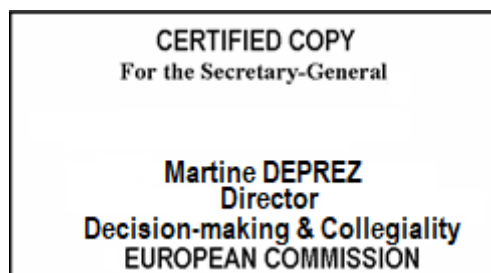 CERTIFIED COPY
For the Secretary-General
Martine DEPREZ
Director
Decision-making & Collegiality
EUROPEAN COMMISSION